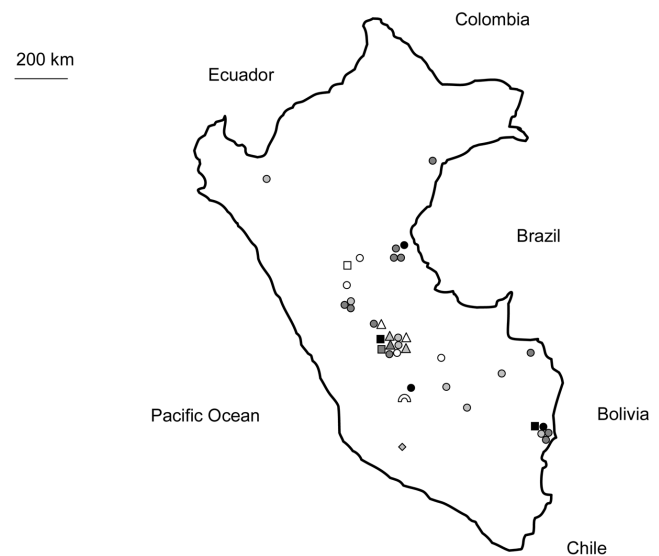 Colombia
200 km
Ecuador
Brazil
Pacific Ocean
Bolivia
Chile